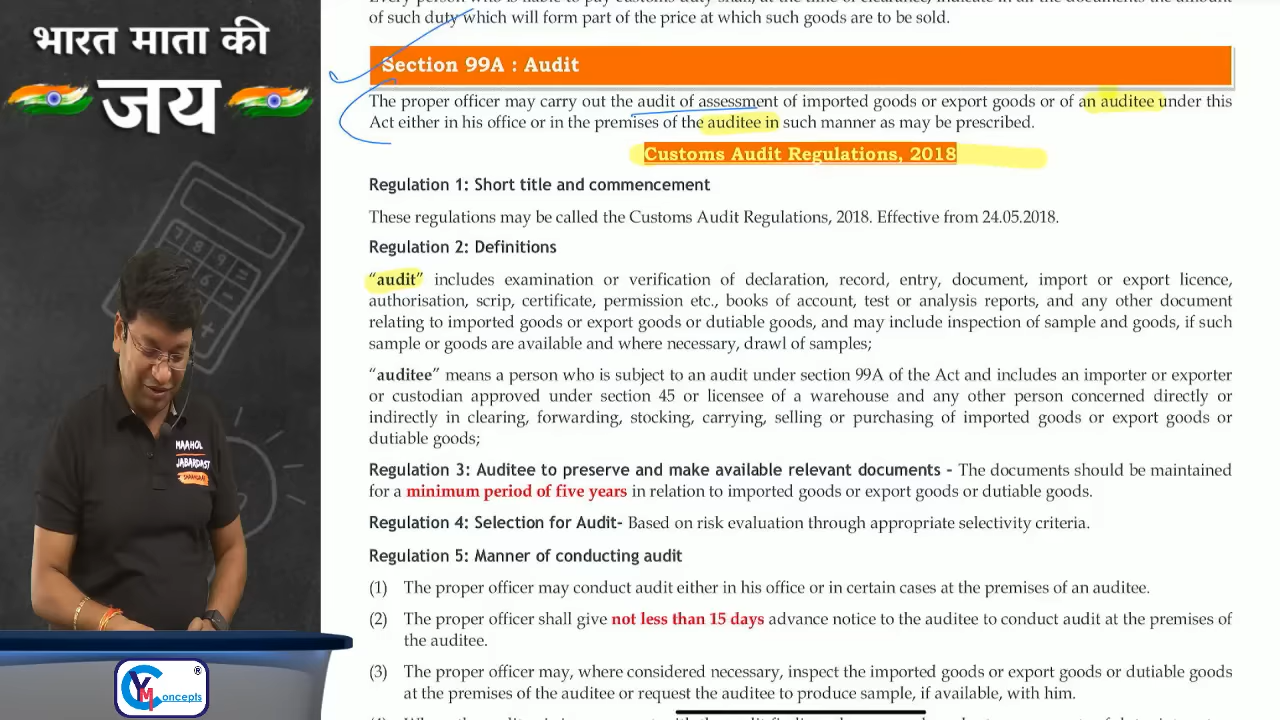 भारत माता की
जय
of such duty which will form part of the price at which such goods are to be sold.
Section 99A : Audit
The proper officer may carry out the audit of assessment of imported goods or export goods or of an auditee under this
Act either in his office or in the premises of the auditee in such manner as may be prescribed.
Customs Audit Regulations, 2018
Regulation 1: Short title and commencement
These regulations may be called the Customs Audit Regulations, 2018. Effective from 24.05.2018.
Regulation 2: Definitions
“audit” includes examination or verification of declaration, record, entry, document, import or export licence,
authorisation, scrip, certificate, permission etc., books of account, test or analysis reports, and any other document
relating to imported goods or export goods or dutiable goods, and may include inspection of sample and goods, if such
sample or goods are available and where necessary, drawl of samples;
“auditee” means a person who is subject to an audit under section 99A of the Act and includes an importer or exporter
or custodian approved under section 45 or licensee of a warehouse and any other person concerned directly or
indirectly in clearing, forwarding, stocking, carrying, selling or purchasing of imported goods or export goods or
dutiable goods;
Regulation 3: Auditee to preserve and make available relevant documents - The documents should be maintained
for a minimum period of five years in relation to imported goods or export goods or dutiable goods.
Regulation 4: Selection for Audit- Based on risk evaluation through appropriate selectivity criteria.
Regulation 5: Manner of conducting audit
(1) The proper officer may conduct audit either in his office or in certain cases at the premises of an auditee.
(2) The proper officer shall give not less than 15 days advance notice to the auditee to conduct audit at the premises of
the auditee.
(3) The proper officer may, where considered necessary, inspect the imported goods or export goods or dutiable goods
at the premises of the auditee or request the auditee to produce sample, if available, with him.
MAAHOL
JABARDAST
YM Concepts
®